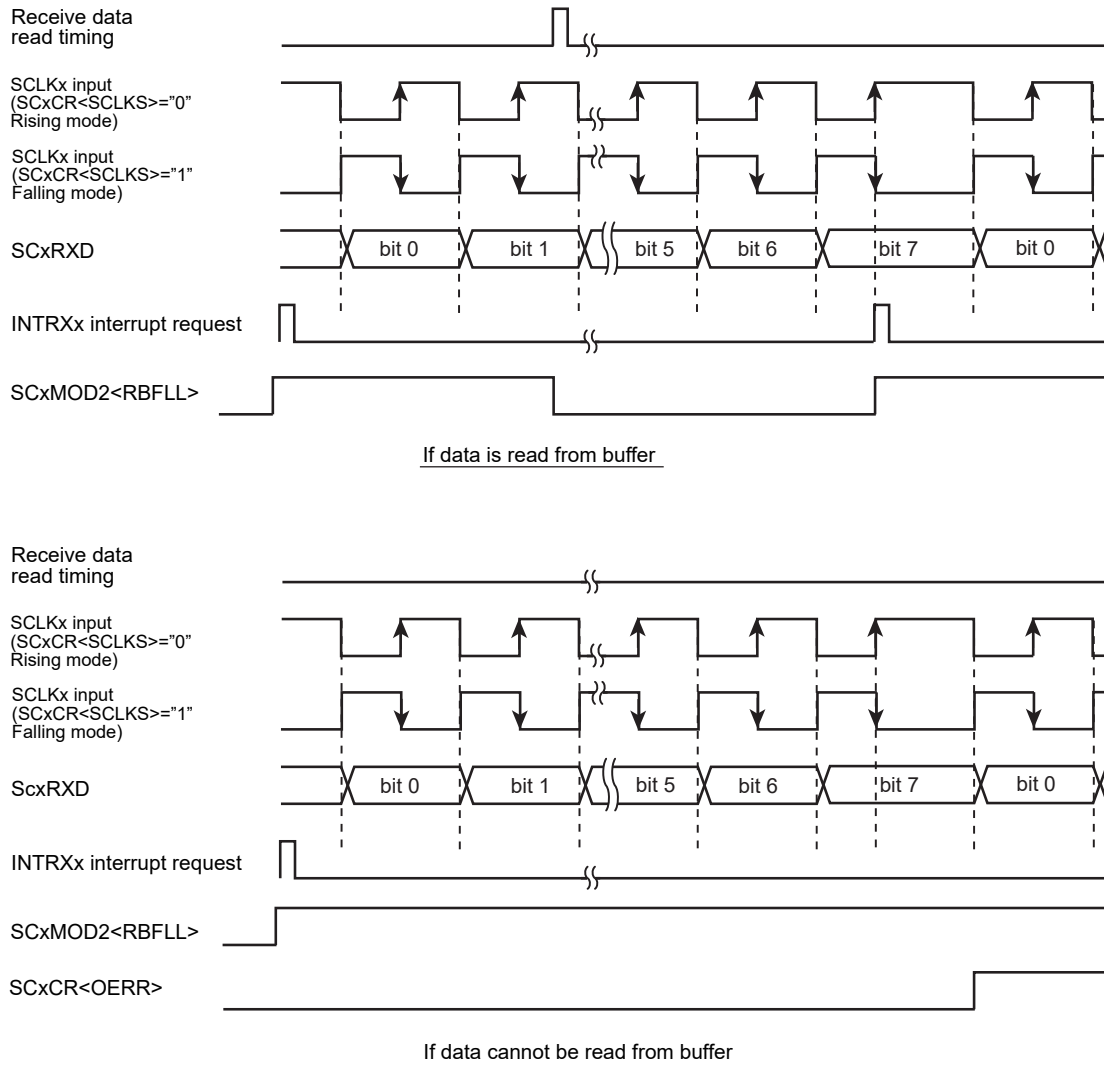 Receive data
read timing
SCLKx input
(SCxCR<SCLKS>=”0”
Rising mode)
SCLKx input
(SCxCR<SCLKS>=”1”
Falling mode)
SCxRXD
bit 0 bit 1 bit 5 bit 6 bit 7 bit 0
INTRXx interrupt request
SCxMOD2<RBFLL>
If data is read from buffer
Receive data
read timing
SCLKx input
(SCxCR<SCLKS>=”0”
Rising mode)
SCLKx input
(SCxCR<SCLKS>=”1”
Falling mode)
ScxRXD
bit 0 bit 1 bit 5 bit 6 bit 7 bit 0
INTRXx interrupt request
SCxMOD2<RBFLL>
SCxCR<OERR>
If data cannot be read from buffer